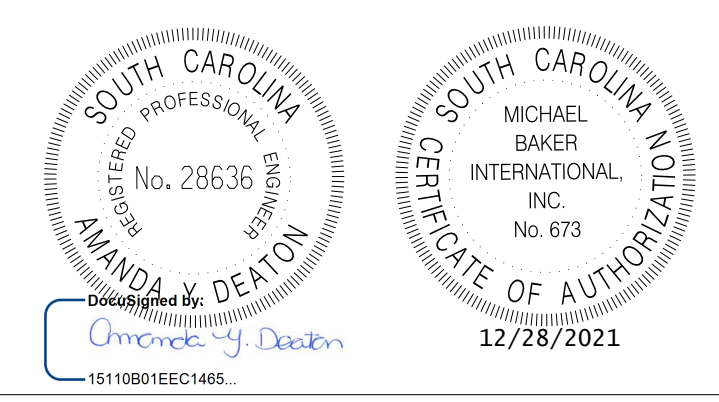 SOUTH CAROLINA
REGISTERED PROFESSIONAL ENGINEER
No. 28636
AMANDA Y DEATON
DocuSigned by:
Amanda Y. Deaton
15110B01EEC1465...
SOUTH CAROLINA
CERTIFICATE OF AUTHORIZATION
MICHAEL
BAKER
INTERNATIONAL,
INC.
No. 673
12/28/2021